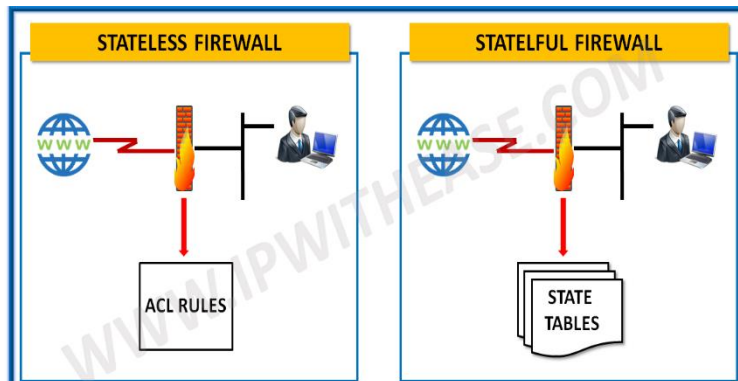 STATELESS FIREWALL
STATELFUL FIREWALL
WWW
WWW
ACL RULES
STATE
TABLES
WWW.IPWITHEASE.COM